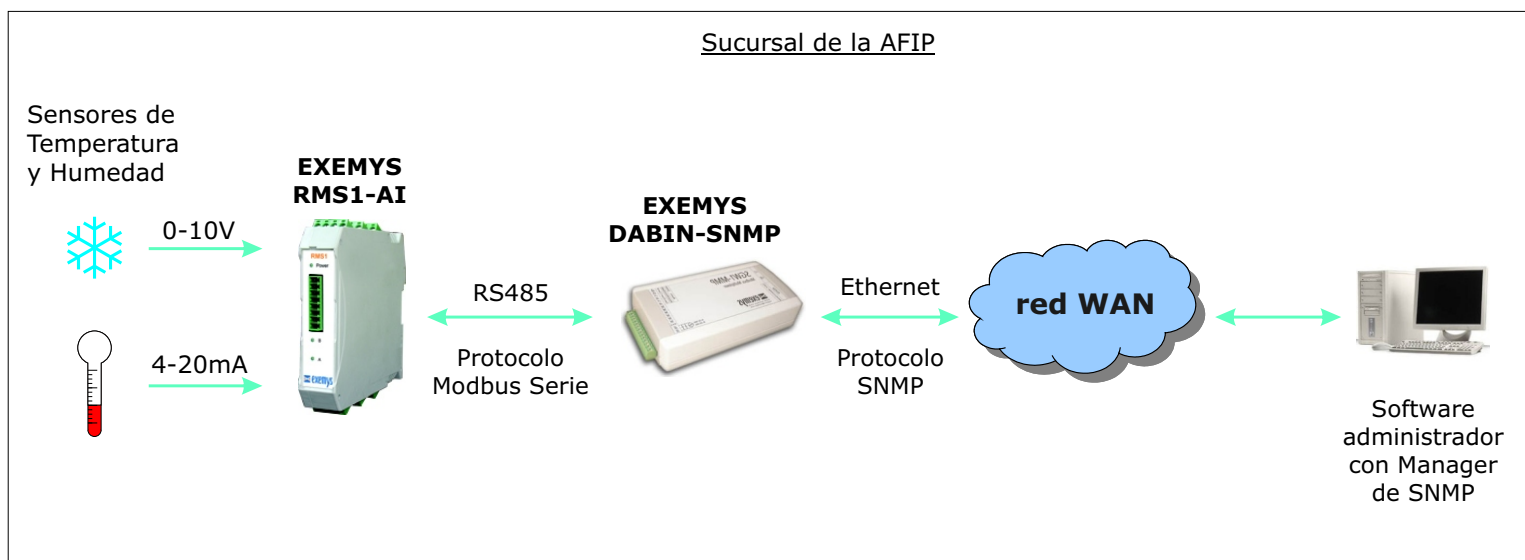 Sucursal de la AFIP
Sensores de
Temperatura
y Humedad
0-10V
4-20mA
EXEMYS
RMS1-AI
RMS1
Power
exemys
RS485
Protocolo
Modbus Serie
EXEMYS
DABIN-SNMP
Ethernet
Protocolo
SNMP
red WAN
Software
administrador
con Manager
de SNMP